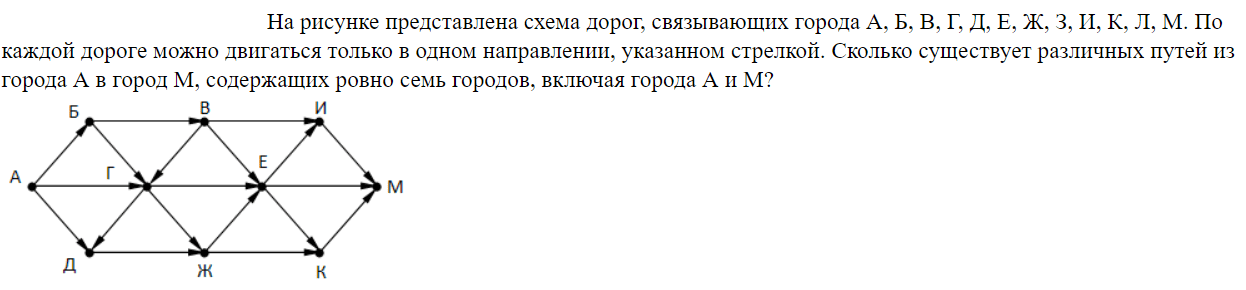 На рисунке представлена схема дорог, связывающих города А, Б, В, Г, Д, Е, Ж, З, И, К, Л, М. По
каждой дороге можно двигаться только в одном направлении, указанном стрелкой. Сколько существует различных путей из
города А в город М, содержащих ровно семь городов, включая города А и М?
Б В И
А Г Е М
Д Ж К